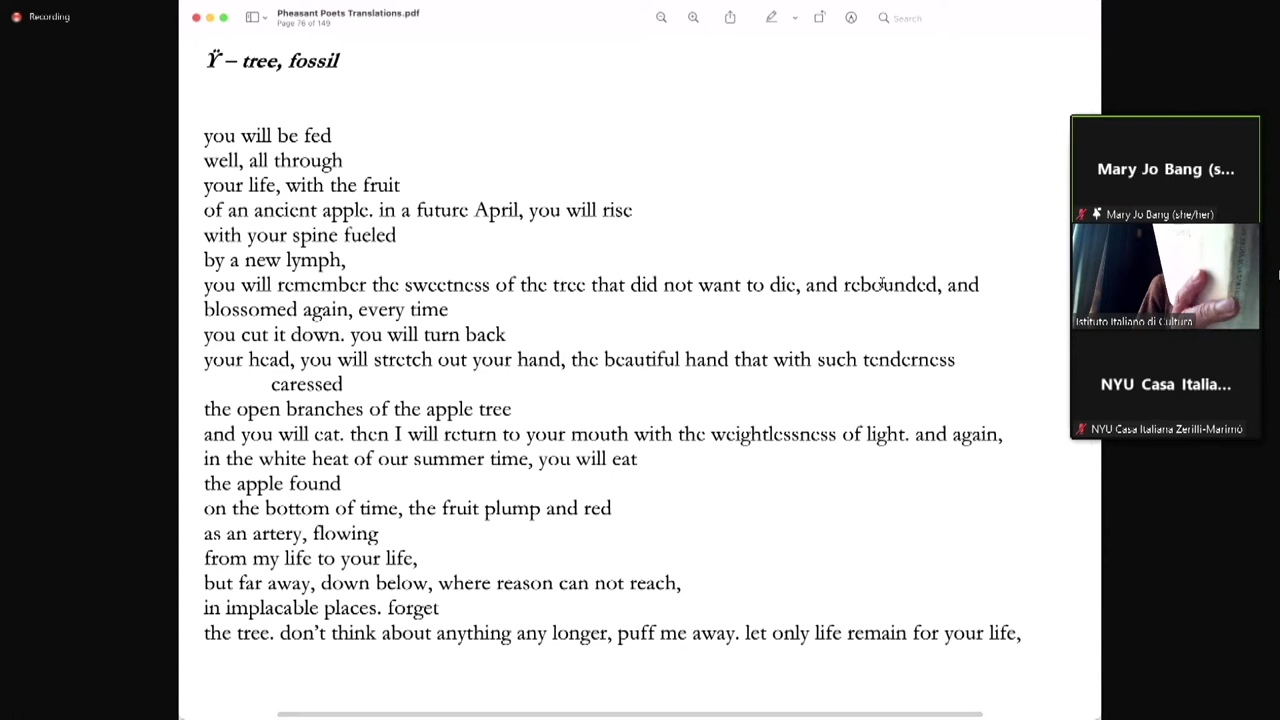 Recording
Pheasant Poets Translations.pdf
Page 76 of 149
Search
Ϋ – tree, fossil
you will be fed
well, all through
your life, with the fruit
of an ancient apple. in a future April, you will rise
with your spine fueled
by a new lymph,
you will remember the sweetness of the tree that did not want to die, and rebounded, and
blossomed again, every time
you cut it down. you will turn back
your head, you will stretch out your hand, the beautiful hand that with such tenderness
caressed
the open branches of the apple tree
and you will eat. then I will return to your mouth with the weightlessness of light. and again,
in the white heat of our summer time, you will eat
the apple found
on the bottom of time, the fruit plump and red
as an artery, flowing
from my life to your life,
but far away, down below, where reason can not reach,
in implacable places. forget
the tree. don't think about anything any longer, puff me away. let only life remain for your life,
Mary Jo Bang (s...
Mary Jo Bang (she/her)
Istituto Italiano di Cultura
NYU Casa Italia...
NYU Casa Italiana Zerilli-Marimò